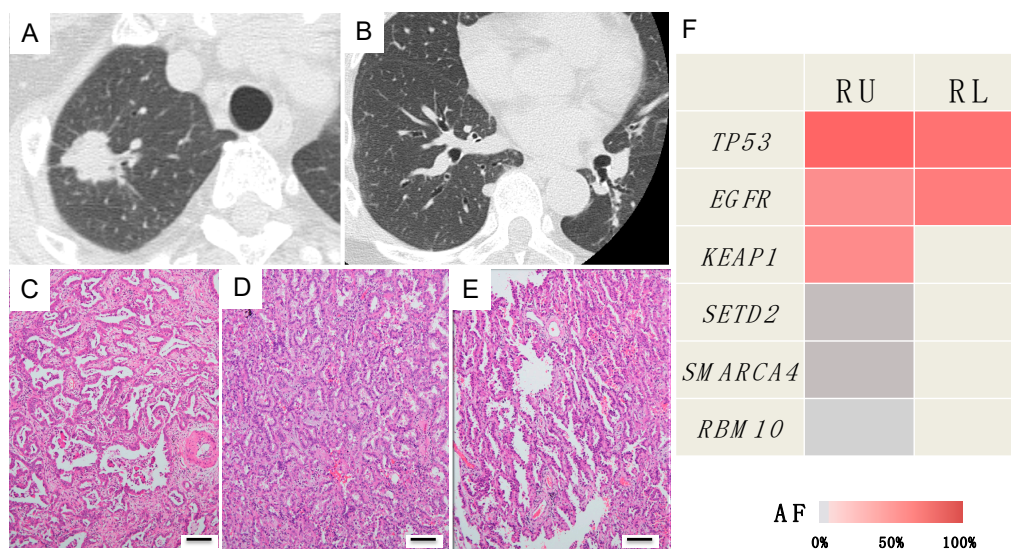 A
B
C
D
E
F
RU RL
TP53
EGFR
KEAP1
SETD2
SMARCA4
RBM10
AF
0% 50% 100%